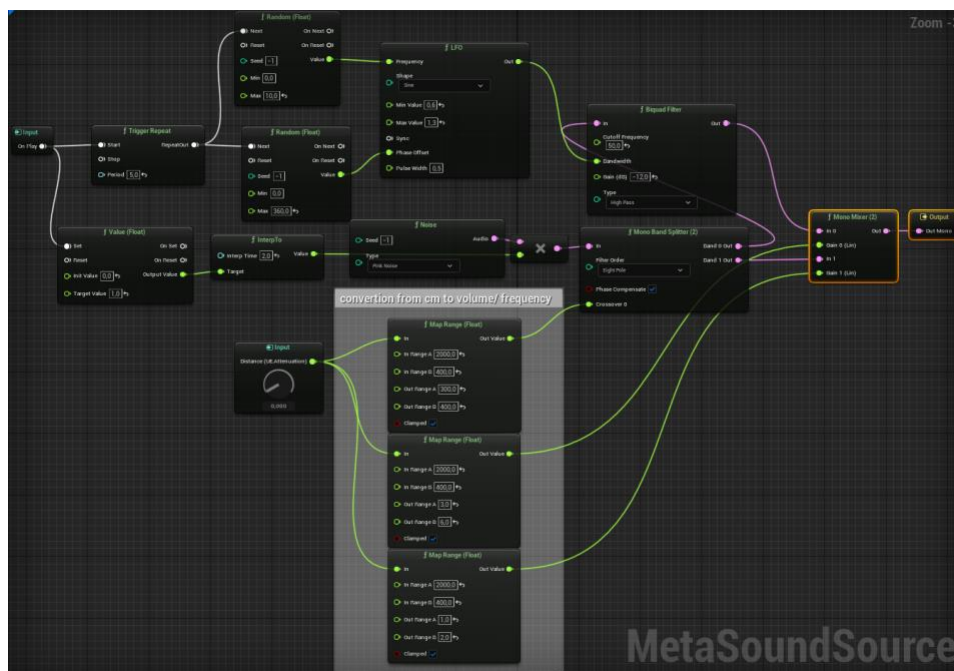 Zoom -
ƒ Random (Float)
Next
On Next
Reset
On Reset
Seed -1
Value
Min 0,0
Max 10,0
ƒ LFO
Frequency
Out
Shape
Sine
Min Value 0,6
Max Value 1,3
Sync
Phase Offset
Pulse Width 0,5
Input
On Play
ƒ Trigger Repeat
Start
RepeatOut
Stop
Period 5,0
ƒ Random (Float)
Next
On Next
Reset
On Reset
Seed -1
Value
Min 0,0
Max 360,0
ƒ Biquad Filter
In
Out
Cutoff Frequency
50,0
Bandwidth
Gain (dB) -12,0
Type
High Pass
ƒ Value (Float)
Set
On Set
Reset
On Reset
Init Value 0,0
Output Value
Target Value 1,0
ƒ InterpTo
Interp Time 2,0
Value
Target
ƒ Noise
Seed -1
Audio
Type
Pink Noise
×
ƒ Mono Band Splitter (2)
In
Band 0 Out
Filter Order
Band 1 Out
Eight Pole
Phase Compensate
Crossover 0
ƒ Mono Mixer (2)
In 0
Out
Gain 0 (Lin)
In 1
Gain 1 (Lin)
Output
Out Mono
convertion from cm to volume/ frequency
Input
Distance (UE.Attenuation)
0,000
ƒ Map Range (Float)
In
Out Value
In Range A 2000,0
In Range B 400,0
Out Range A 300,0
Out Range B 400,0
Clamped
ƒ Map Range (Float)
In
Out Value
In Range A 2000,0
In Range B 400,0
Out Range A 3,0
Out Range B 6,0
Clamped
ƒ Map Range (Float)
In
Out Value
In Range A 2000,0
In Range B 400,0
Out Range A 1,0
Out Range B 2,0
Clamped
MetaSoundSource